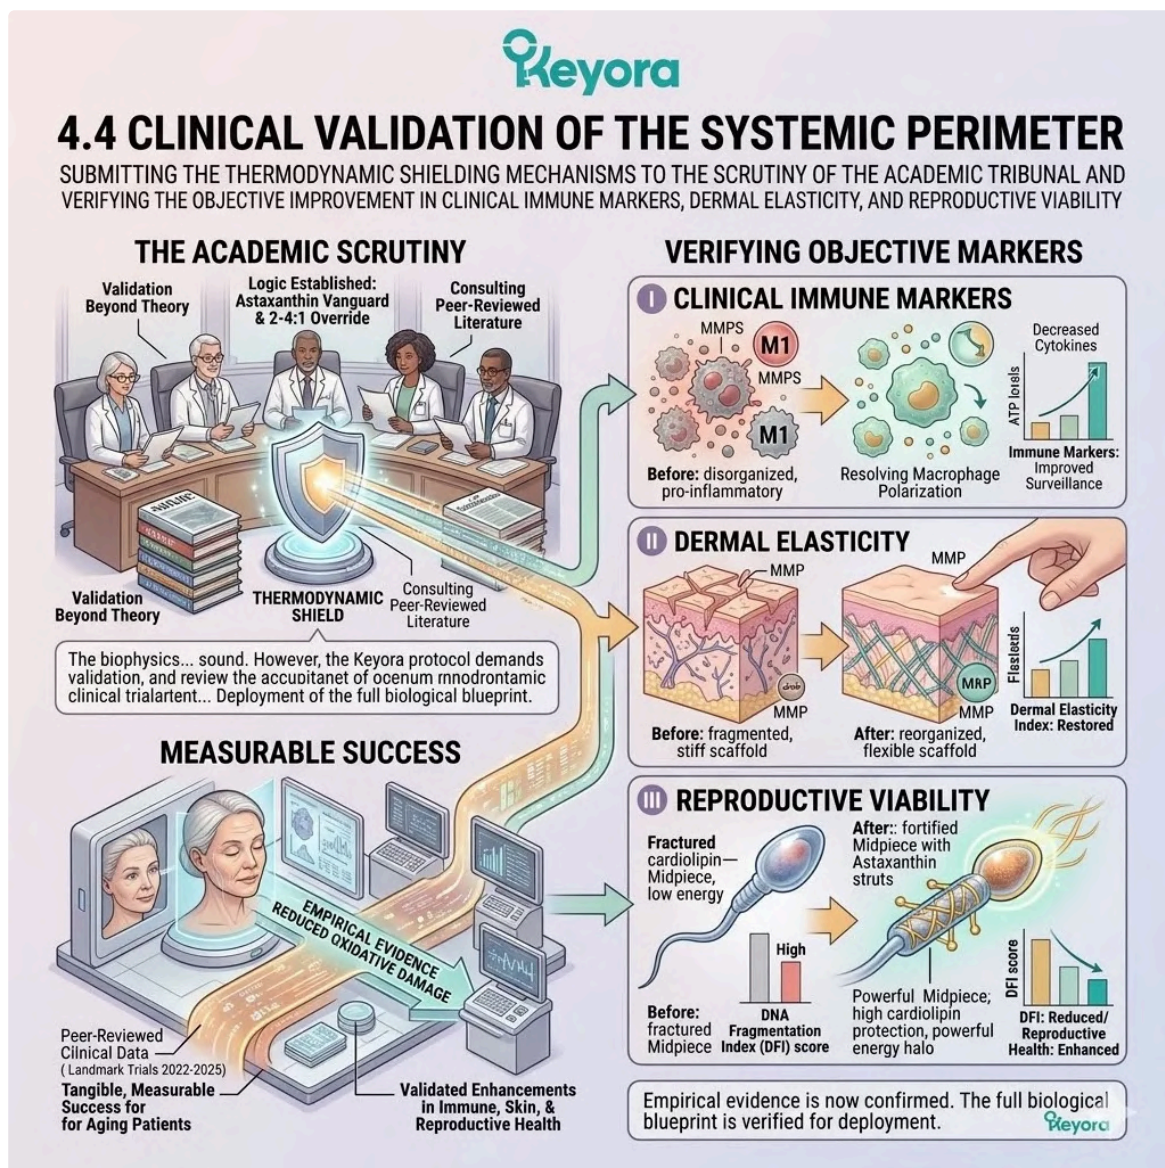 Keyora
4.4 CLINICAL VALIDATION OF THE SYSTEMIC PERIMETER
SUBMITTING THE THERMODYNAMIC SHIELDING MECHANISMS TO THE SCRUTINY OF THE ACADEMIC TRIBUNAL AND
VERIFYING THE OBJECTIVE IMPROVEMENT IN CLINICAL IMMUNE MARKERS, DERMAL ELASTICITY, AND REPRODUCTIVE VIABILITY
THE ACADEMIC SCRUTINY
Validation
Beyond Theory
Logic Established:
Astaxanthin Vanguard
& 2-4:1 Override
Consulting
Peer-Reviewed
Literature
Validation
Beyond Theory
THERMODYNAMIC
SHIELD
Consulting
Peer-Reviewed
Literature
The biophysics... sound. However, the Keyora protocol demands
validation, and review the accupitanet of ocenum rnnodrontamic
clinical trialartent... Deployment of the full biological blueprint.
MEASURABLE SUCCESS
EMPIRICAL EVIDENCE
REDUCED OXIDATIVE DAMAGE
Peer-Reviewed
Clinical Data
( Landmark Trials 2022-2025)
Tangible, Measurable
Success for
for Aging Patients
Validated Enhancements
in Immune, Skin, &
Reproductive Health
VERIFYING OBJECTIVE MARKERS
I CLINICAL IMMUNE MARKERS
MMPS
M1
MMPS
M1
Before: disorganized,
pro-inflammatory
Resolving Macrophage
Polarization
Decreased
Cytokines
ATP
Immune Markers:
Improved
Surveillance
II DERMAL ELASTICITY
MMP
MMP
Before: fragmented,
stiff scaffold
MMP
MRP
MMP
After: reorganized,
flexible scaffold
Dermal Elasticity
Index: Restored
III REPRODUCTIVE VIABILITY
Fractured
cardiolipin—
Midpiece,
low energy
Before:
fractured
Midpiece
High
DNA
Fragmentation
Index (DFI) score
After:: fortified
Midpiece with
Astaxanthin
struts
Powerful Midpiece;
high cardiolipin
protection, powerful
energy halo
DFI score
DFI: Reduced/
Reproductive
Health: Enhanced
Empirical evidence is now confirmed. The full biological
blueprint is verified for deployment.
Keyora